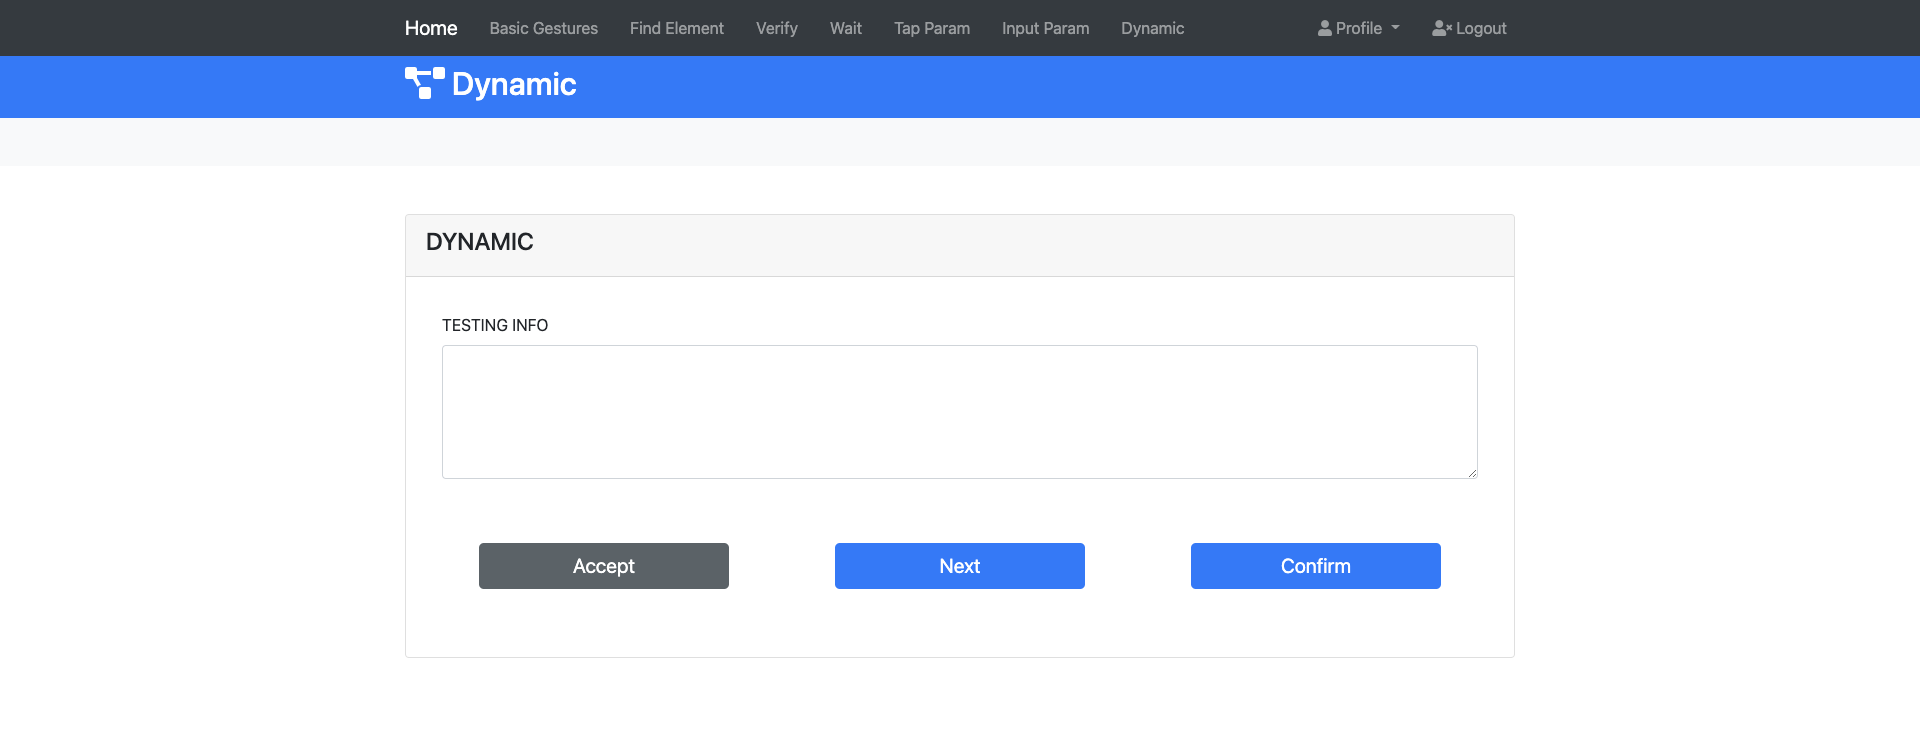 Home Basic Gestures Find Element Verify Wait Tap Param Input Param Dynamic Profile Logout
Dynamic
DYNAMIC
TESTING INFO
Accept Next Confirm